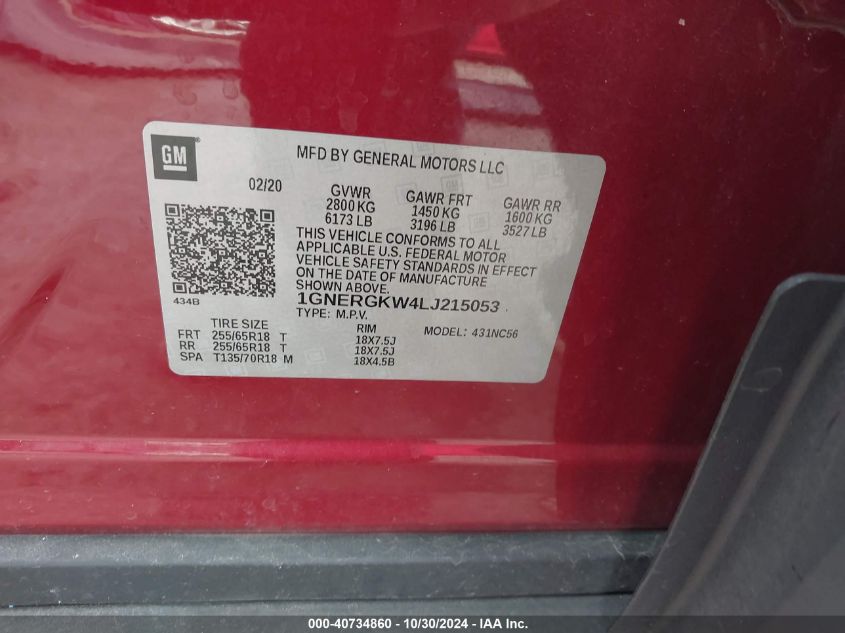 GM
MFD BY GENERAL MOTORS LLC
02/20
GVWR GAWR FRT GAWR RR
2800 KG 1450 KG 1600 KG
6173 LB 3196 LB 3527 LB
THIS VEHICLE CONFORMS TO ALL
APPLICABLE U.S. FEDERAL MOTOR
VEHICLE SAFETY STANDARDS IN EFFECT
ON THE DATE OF MANUFACTURE
SHOWN ABOVE.
434B
1GNERGKW4LJ215053
TYPE: M.P.V. MODEL: 431NC56
TIRE SIZE RIM
FRT 255/65R18 T 18X7.5J
RR 255/65R18 T 18X7.5J
SPA T135/70R18 M 18X4.5B
000-40734860 - 10/30/2024 - IAA Inc.